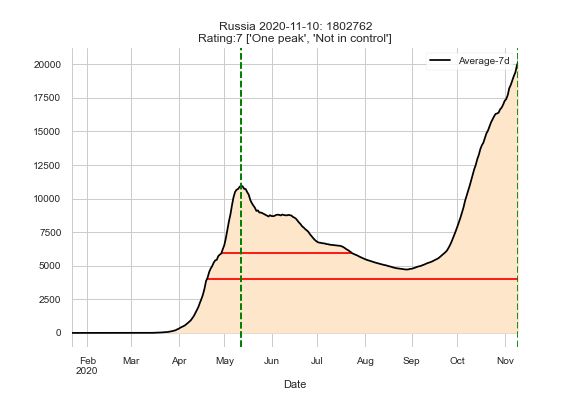 Russia 2020-11-10: 1802762
Rating:7 ['One peak', 'Not in control']
Average-7d
20000
17500
15000
12500
10000
7500
5000
2500
0
Feb Mar Apr May Jun Jul Aug Sep Oct Nov
2020
Date